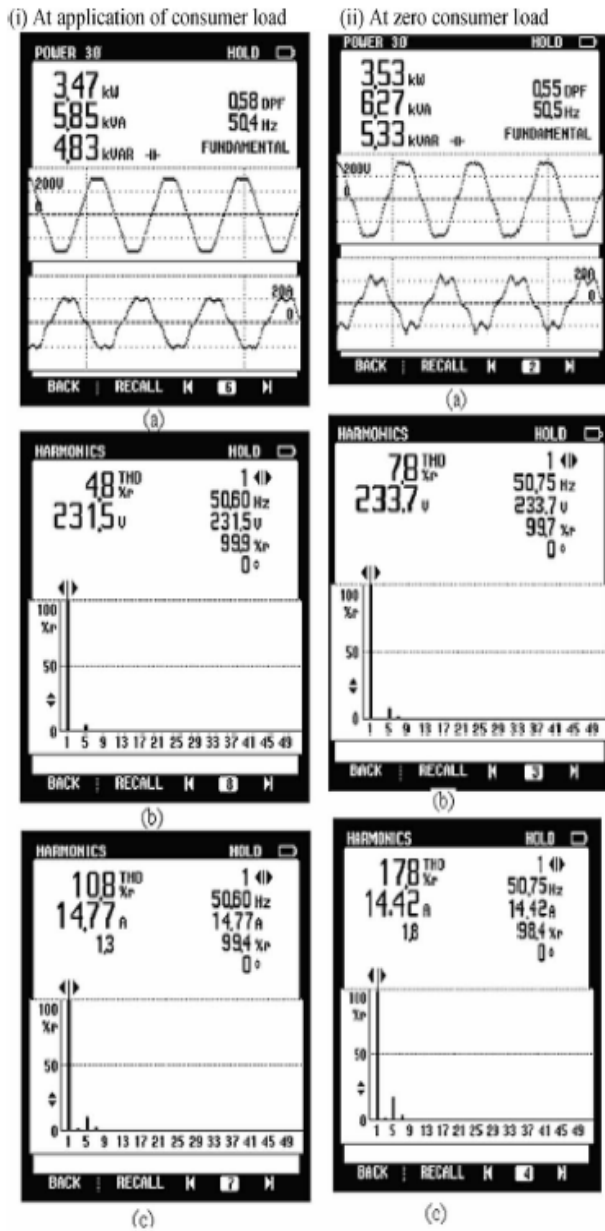 (i) At application of consumer load
POWER 3Ø HOLD
3,47 kW
5,85 kVA
4,83 kVAR
0,58 DPF
50,4 Hz
FUNDAMENTAL
200V
0
20A
0
BACK RECALL 6
(a)
HARMONICS HOLD
4,8 THD %r
231,5 V
1
50,60 Hz
231,5 V
99,9 %r
0 °
100
%r
50
0
1 5 9 13 17 21 25 29 33 37 41 45 49
BACK RECALL 8
(b)
HARMONICS HOLD
10,8 THD %r
14,77 A
1,3
1
50,60 Hz
14,77 A
99,4 %r
0 °
100
%r
50
0
1 5 9 13 17 21 25 29 33 37 41 45 49
BACK RECALL 7
(c)
(ii) At zero consumer load
POWER 3Ø HOLD
3,53 kW
6,27 kVA
5,33 kVAR
0,55 DPF
50,5 Hz
FUNDAMENTAL
200V
0
20A
0
BACK RECALL 2
(a)
HARMONICS HOLD
7,8 THD %r
233,7 V
1
50,75 Hz
233,7 V
99,7 %r
0 °
100
%r
50
0
1 5 9 13 17 21 25 29 33 37 41 45 49
BACK RECALL 3
(b)
HARMONICS HOLD
17,8 THD %r
14,42 A
1,8
1
50,75 Hz
14,42 A
98,4 %r
0 °
100
%r
50
0
1 5 9 13 17 21 25 29 33 37 41 45 49
BACK RECALL 4
(c)